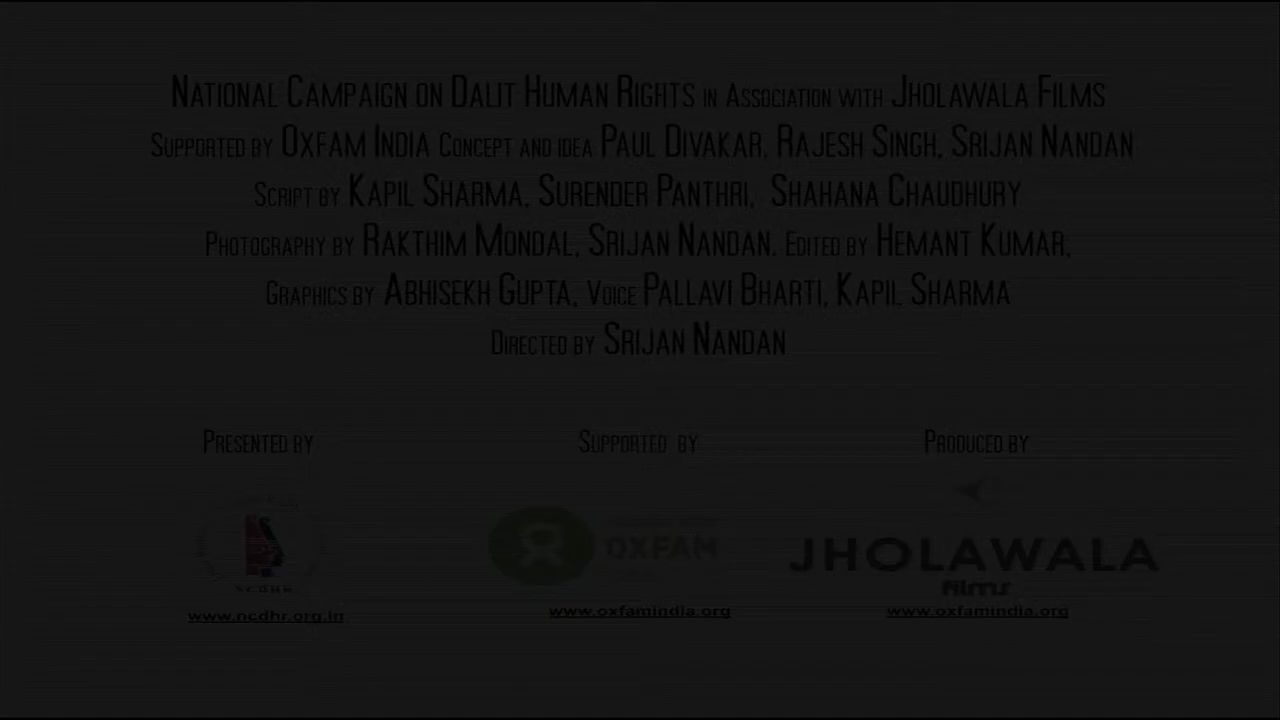 National Campaign on Dalit Human Rights in Association with Jholawala Films
Supported by Oxfam India Concept and idea Paul Divakar, Rajesh Singh, Srijan Nandan
Script by Kapil Sharma, Surender Panthri, Shahana Chaudhury
Photography by Rakthim Mondal, Srijan Nandan, Edited by Hemant Kumar,
Graphics by Abhisekh Gupta, Voice Pallavi Bharti, Kapil Sharma
Directed by Srijan Nandan
Presented by Supported by Produced by
NCDHR OXFAM JHOLAWALA
films
www.ncdhr.org.in www.oxfamindia.org www.oxfamindia.org